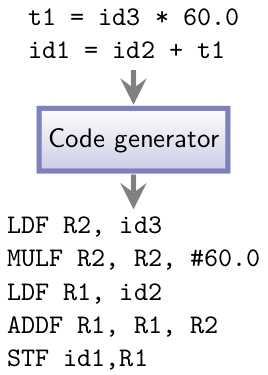 t1 = id3 * 60.0
id1 = id2 + t1
Code generator
LDF R2, id3
MULF R2, R2, #60.0
LDF R1, id2
ADDF R1, R1, R2
STF id1,R1